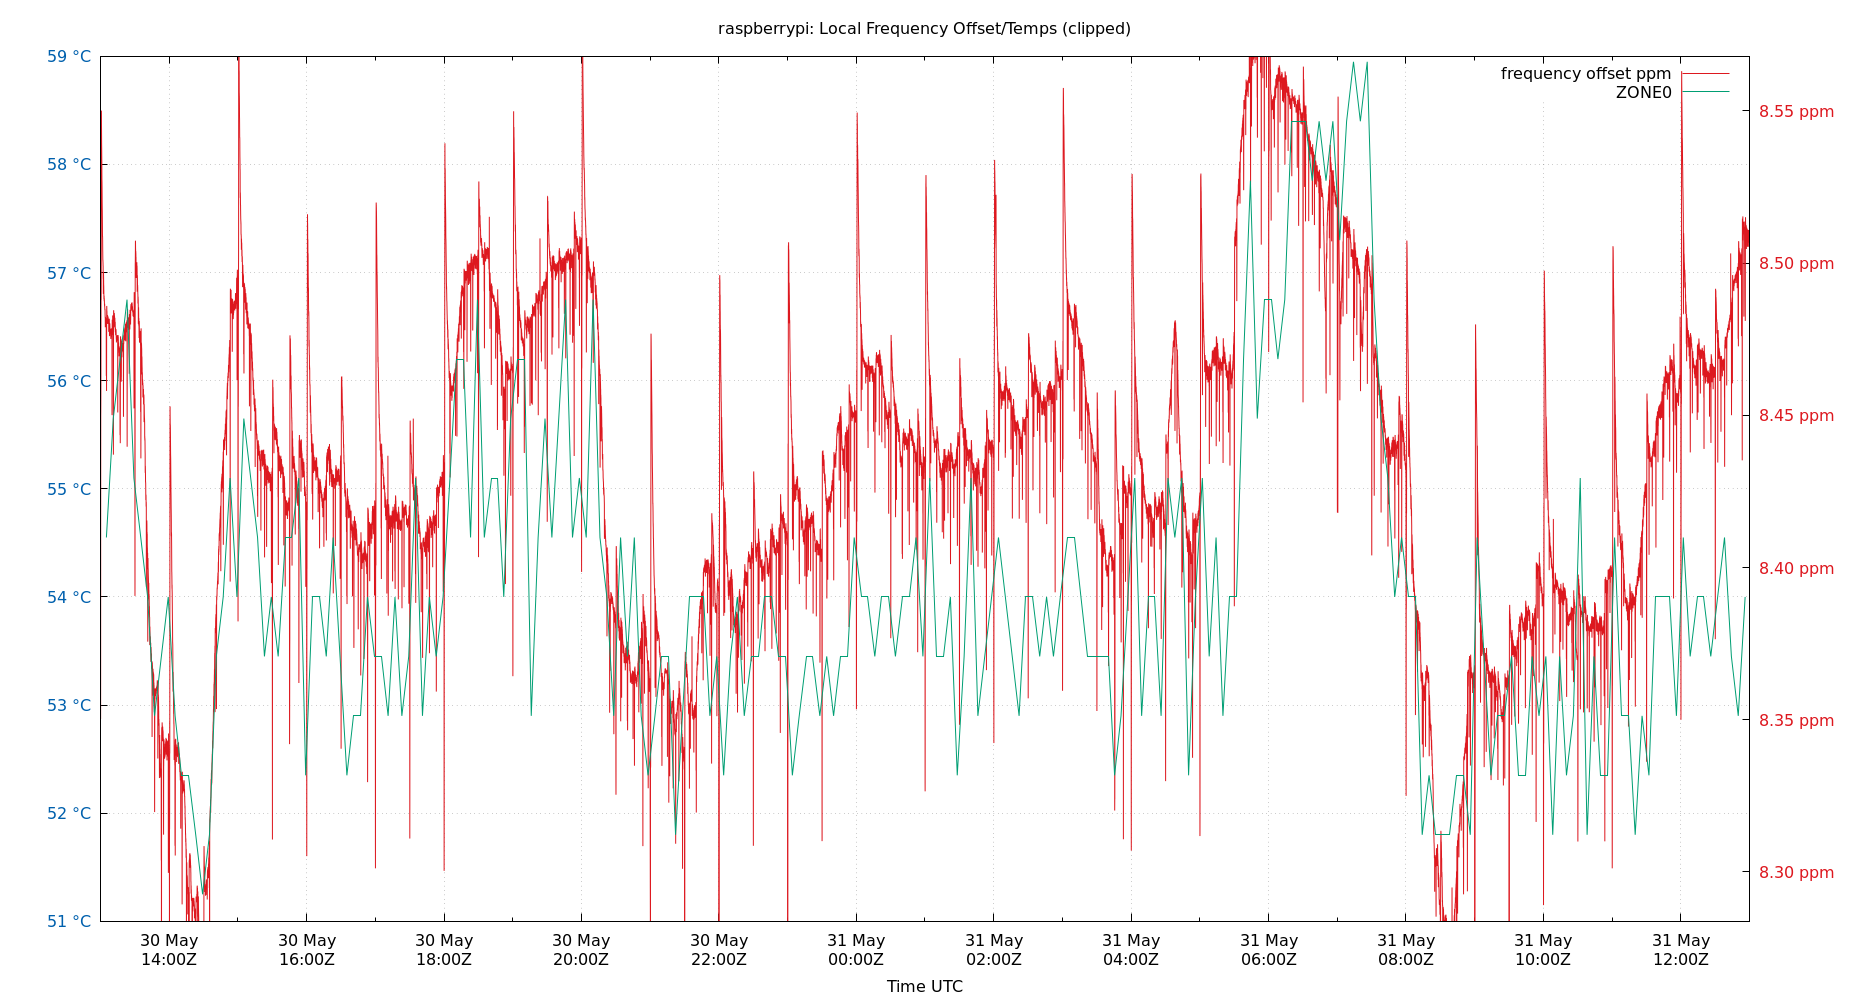 raspberrypi: Local Frequency Offset/Temps (clipped)
frequency offset ppm
ZONE0
59 °C
58 °C
57 °C
56 °C
55 °C
54 °C
53 °C
52 °C
51 °C
8.55 ppm
8.50 ppm
8.45 ppm
8.40 ppm
8.35 ppm
8.30 ppm
30 May
14:00Z
30 May
16:00Z
30 May
18:00Z
30 May
20:00Z
30 May
22:00Z
31 May
00:00Z
31 May
02:00Z
31 May
04:00Z
31 May
06:00Z
31 May
08:00Z
31 May
10:00Z
31 May
12:00Z
Time UTC